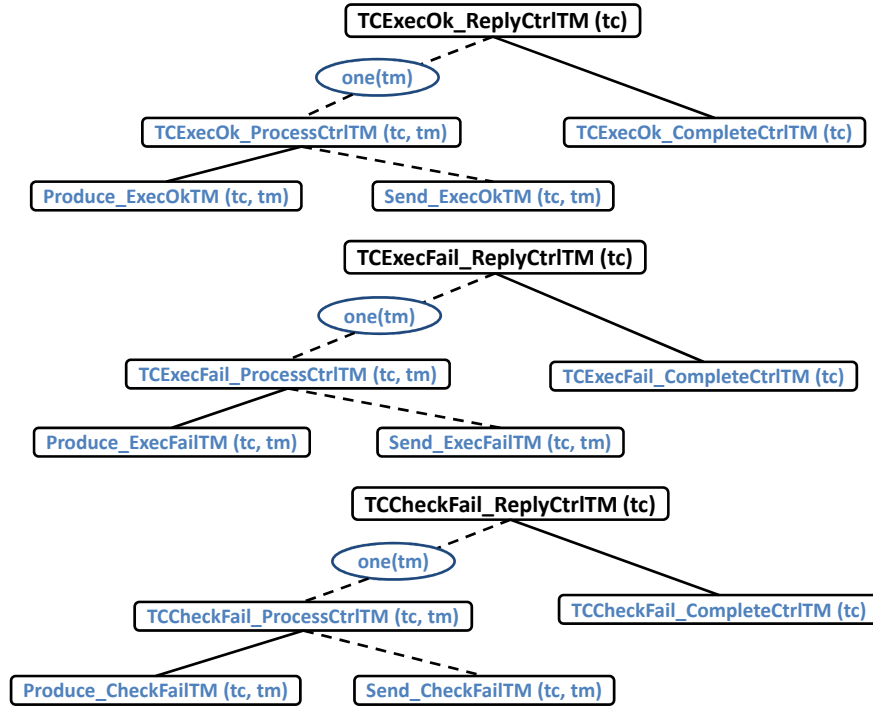 TCExecOk_ReplyCtrlTM (tc)
one(tm)
TCExecOk_ProcessCtrlTM (tc, tm)
TCExecOk_CompleteCtrlTM (tc)
Produce_ExecOkTM (tc, tm)
Send_ExecOkTM (tc, tm)
TCExecFail_ReplyCtrlTM (tc)
one(tm)
TCExecFail_ProcessCtrlTM (tc, tm)
TCExecFail_CompleteCtrlTM (tc)
Produce_ExecFailTM (tc, tm)
Send_ExecFailTM (tc, tm)
TCCheckFail_ReplyCtrlTM (tc)
one(tm)
TCCheckFail_ProcessCtrlTM (tc, tm)
TCCheckFail_CompleteCtrlTM (tc)
Produce_CheckFailTM (tc, tm)
Send_CheckFailTM (tc, tm)